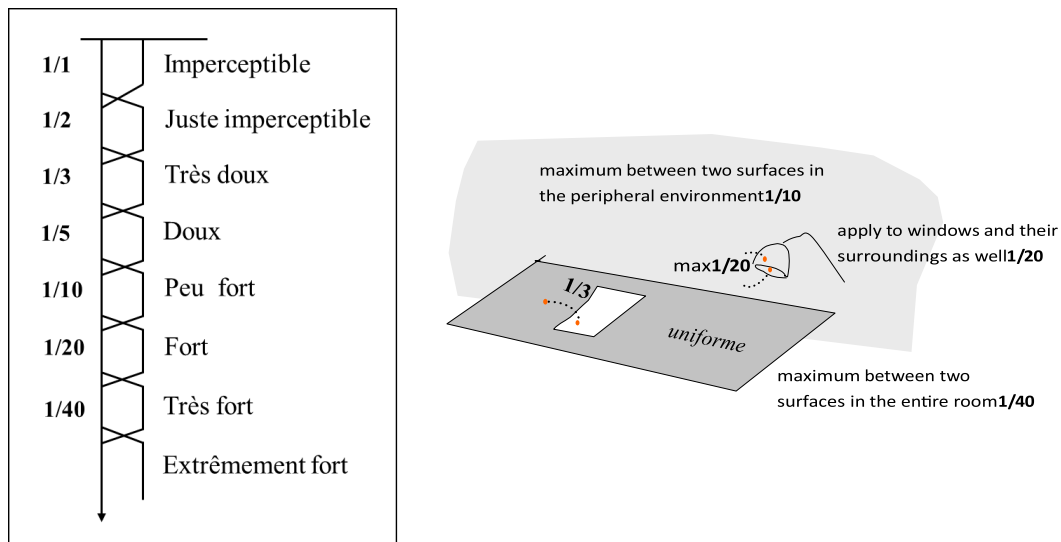 1/1 Imperceptible
1/2 Juste imperceptible
1/3 Très doux
1/5 Doux
1/10 Peu fort
1/20 Fort
1/40 Très fort
Extrêmement fort
maximum between two surfaces in
the peripheral environment1/10
apply to windows and their
surroundings as well1/20
max1/20
1/3
uniforme
maximum between two
surfaces in the entire room1/40